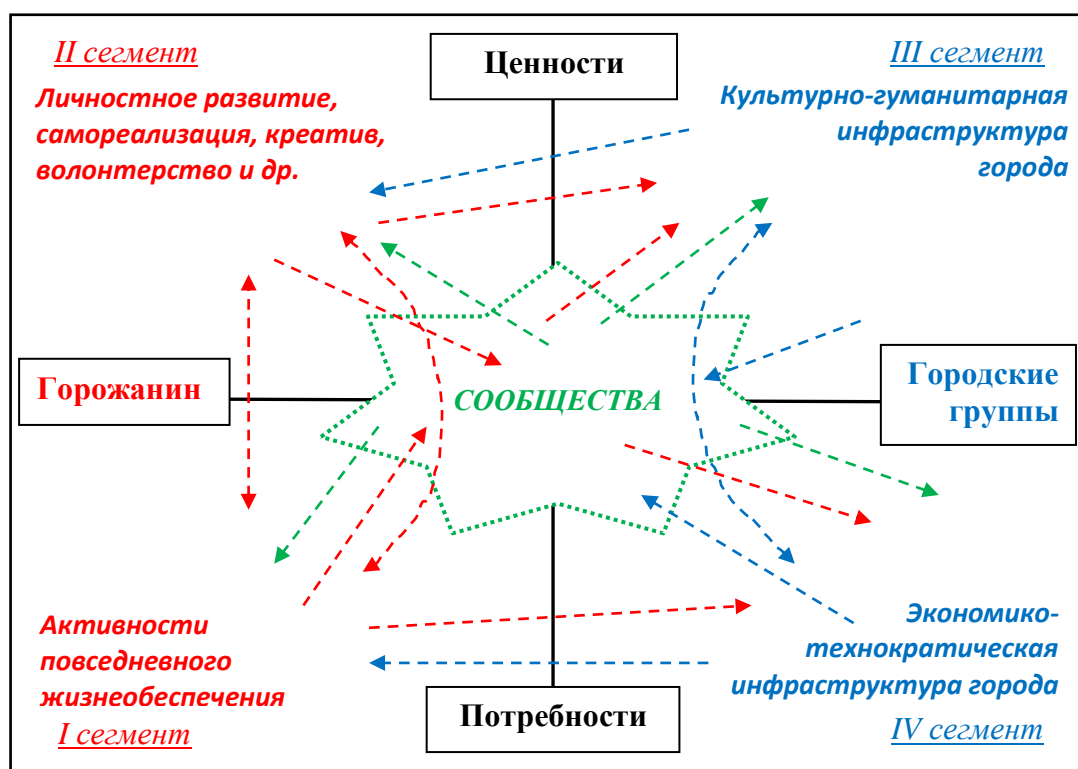 II сегмент
Личностное развитие,
самореализация, креатив,
волонтерство и др.
Ценности
III сегмент
Культурно-гуманитарная
инфраструктура
города
Горожанин
СООБЩЕСТВА
Городские
группы
Активности
повседневного
жизнеобеспечения
I сегмент
Потребности
Экономико-
технократическая
инфраструктура города
IV сегмент